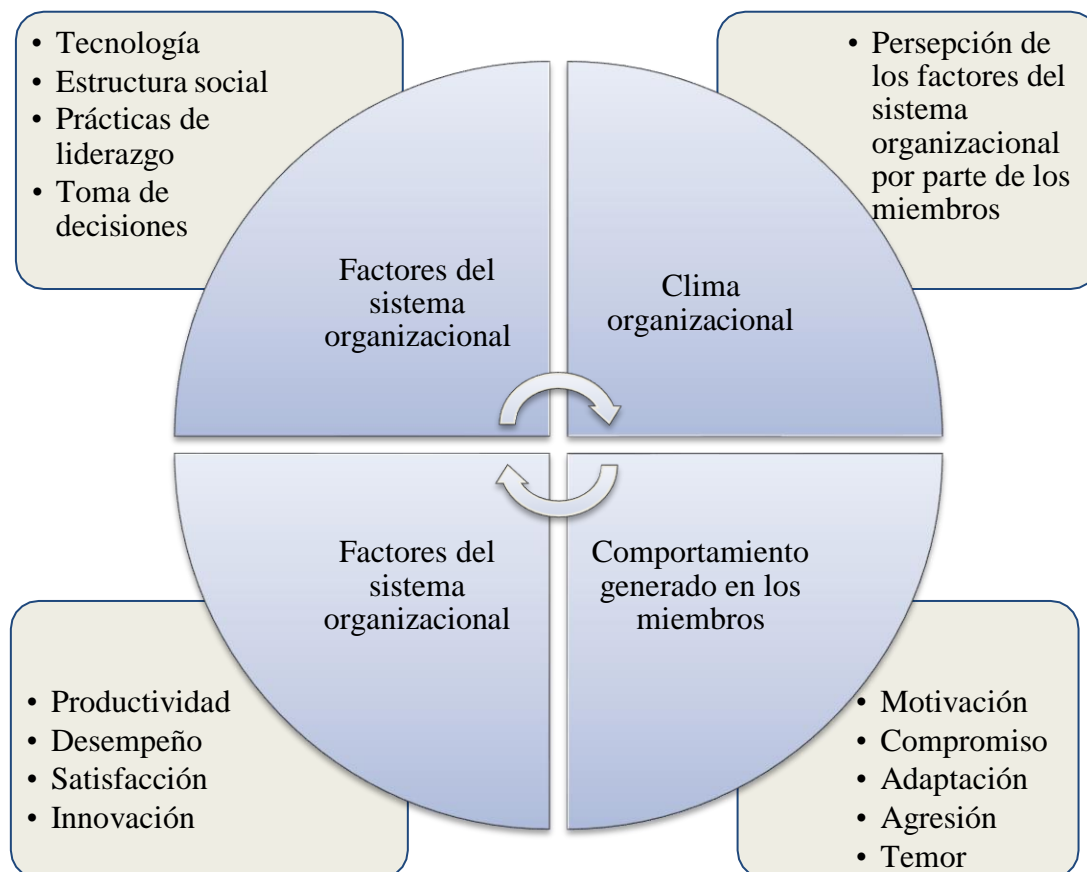 • Tecnología
• Estructura social
• Prácticas de
liderazgo
• Toma de
decisiones
• Persepción de
los factores del
sistema
organizacional
por parte de los
miembros
Factores del
sistema
organizacional
Clima
organizacional
Factores del
sistema
organizacional
Comportamiento
generado en los
miembros
• Productividad
• Desempeño
• Satisfacción
• Innovación
• Motivación
• Compromiso
• Adaptación
• Agresión
• Temor